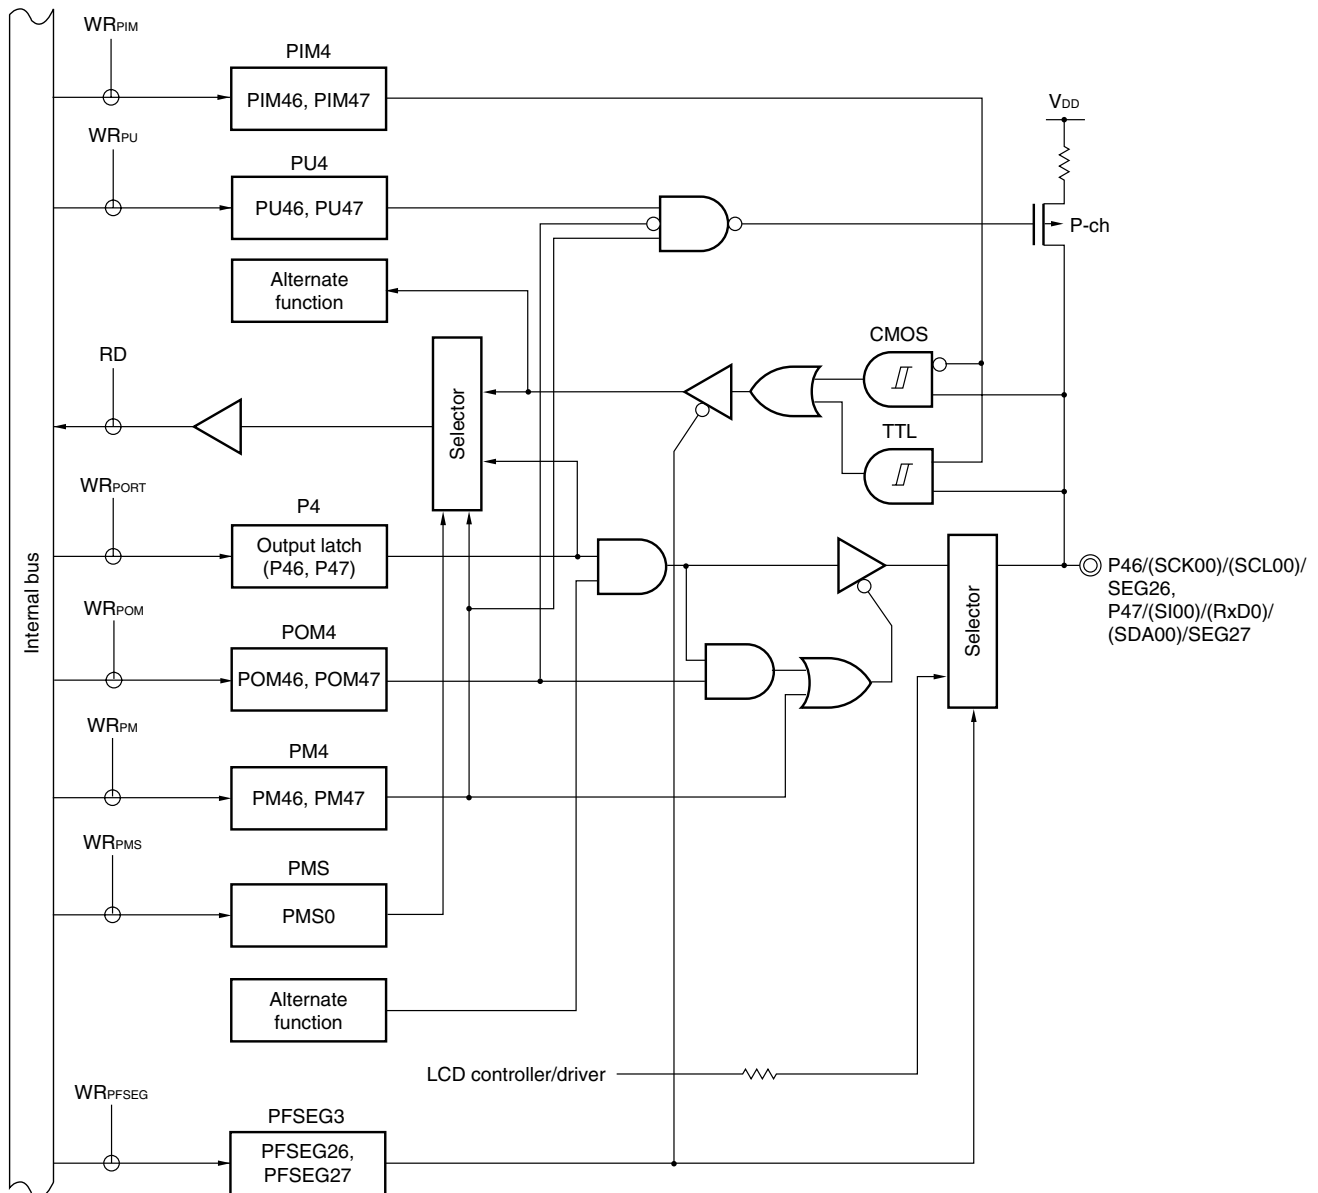 WRPIM
PIM4
PIM46, PIM47
VDD
WRPU
PU4
PU46, PU47
P-ch
Alternate
function
CMOS
RD
Selector
TTL
WRPORT
P4
Output latch
(P46, P47)
Internal bus
P46/(SCK00)/(SCL00)/
SEG26,
P47/(SI00)/(RxD0)/
(SDA00)/SEG27
Selector
WRPOM
POM4
POM46, POM47
WRPM
PM4
PM46, PM47
WRPMS
PMS
PMS0
Alternate
function
LCD controller/driver
WRPFSEG
PFSEG3
PFSEG26,
PFSEG27